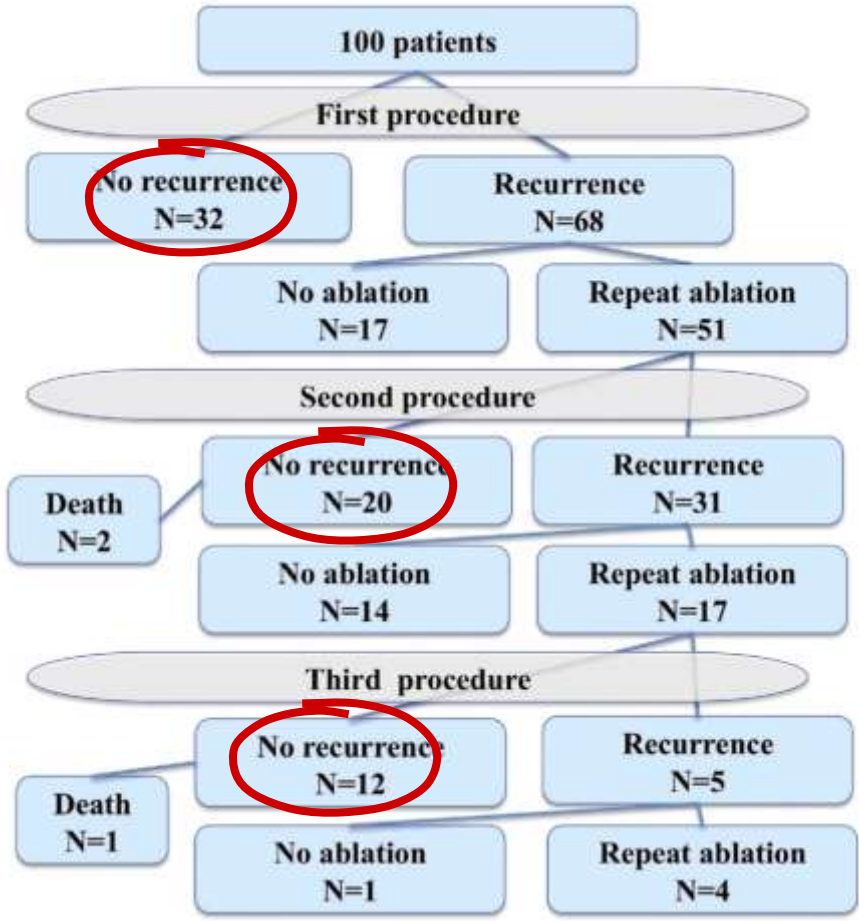 100 patients
First procedure
No recurrence
N=32
Recurrence
N=68
No ablation
N=17
Repeat ablation
N=51
Second procedure
No recurrence
N=20
Recurrence
N=31
Death
N=2
No ablation
N=14
Repeat ablation
N=17
Third procedure
No recurrence
N=12
Recurrence
N=5
Death
N=1
No ablation
N=1
Repeat ablation
N=4